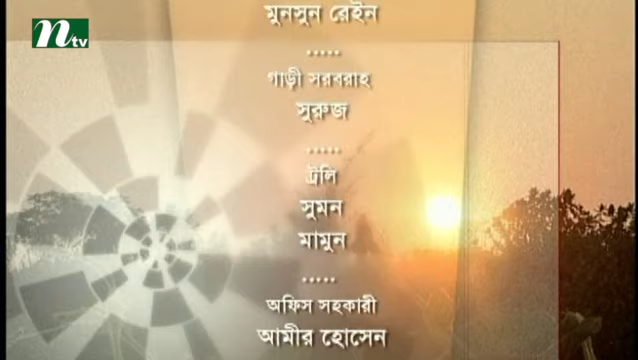 ntv
মুনসুন রেইন
.....
গাড়ী সরবরাহ
সুরুজ
.....
ট্রলি
সুমন
মামুন
.....
অফিস সহকারী
আমীর হোসেন